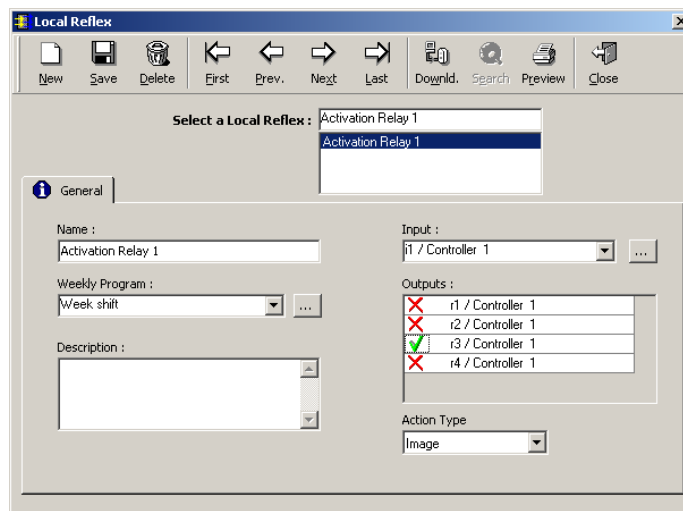 Local Reflex
New Save Delete First Prev. Next Last Downld. Search Preview Close
Select a Local Reflex : Activation Relay 1
Activation Relay 1
General
Name :
Activation Relay 1
Input :
i1 / Controller 1
...
Weekly Program :
Week shift
...
Outputs :
r1 / Controller 1
r2 / Controller 1
r3 / Controller 1
r4 / Controller 1
Description :
Action Type
Image